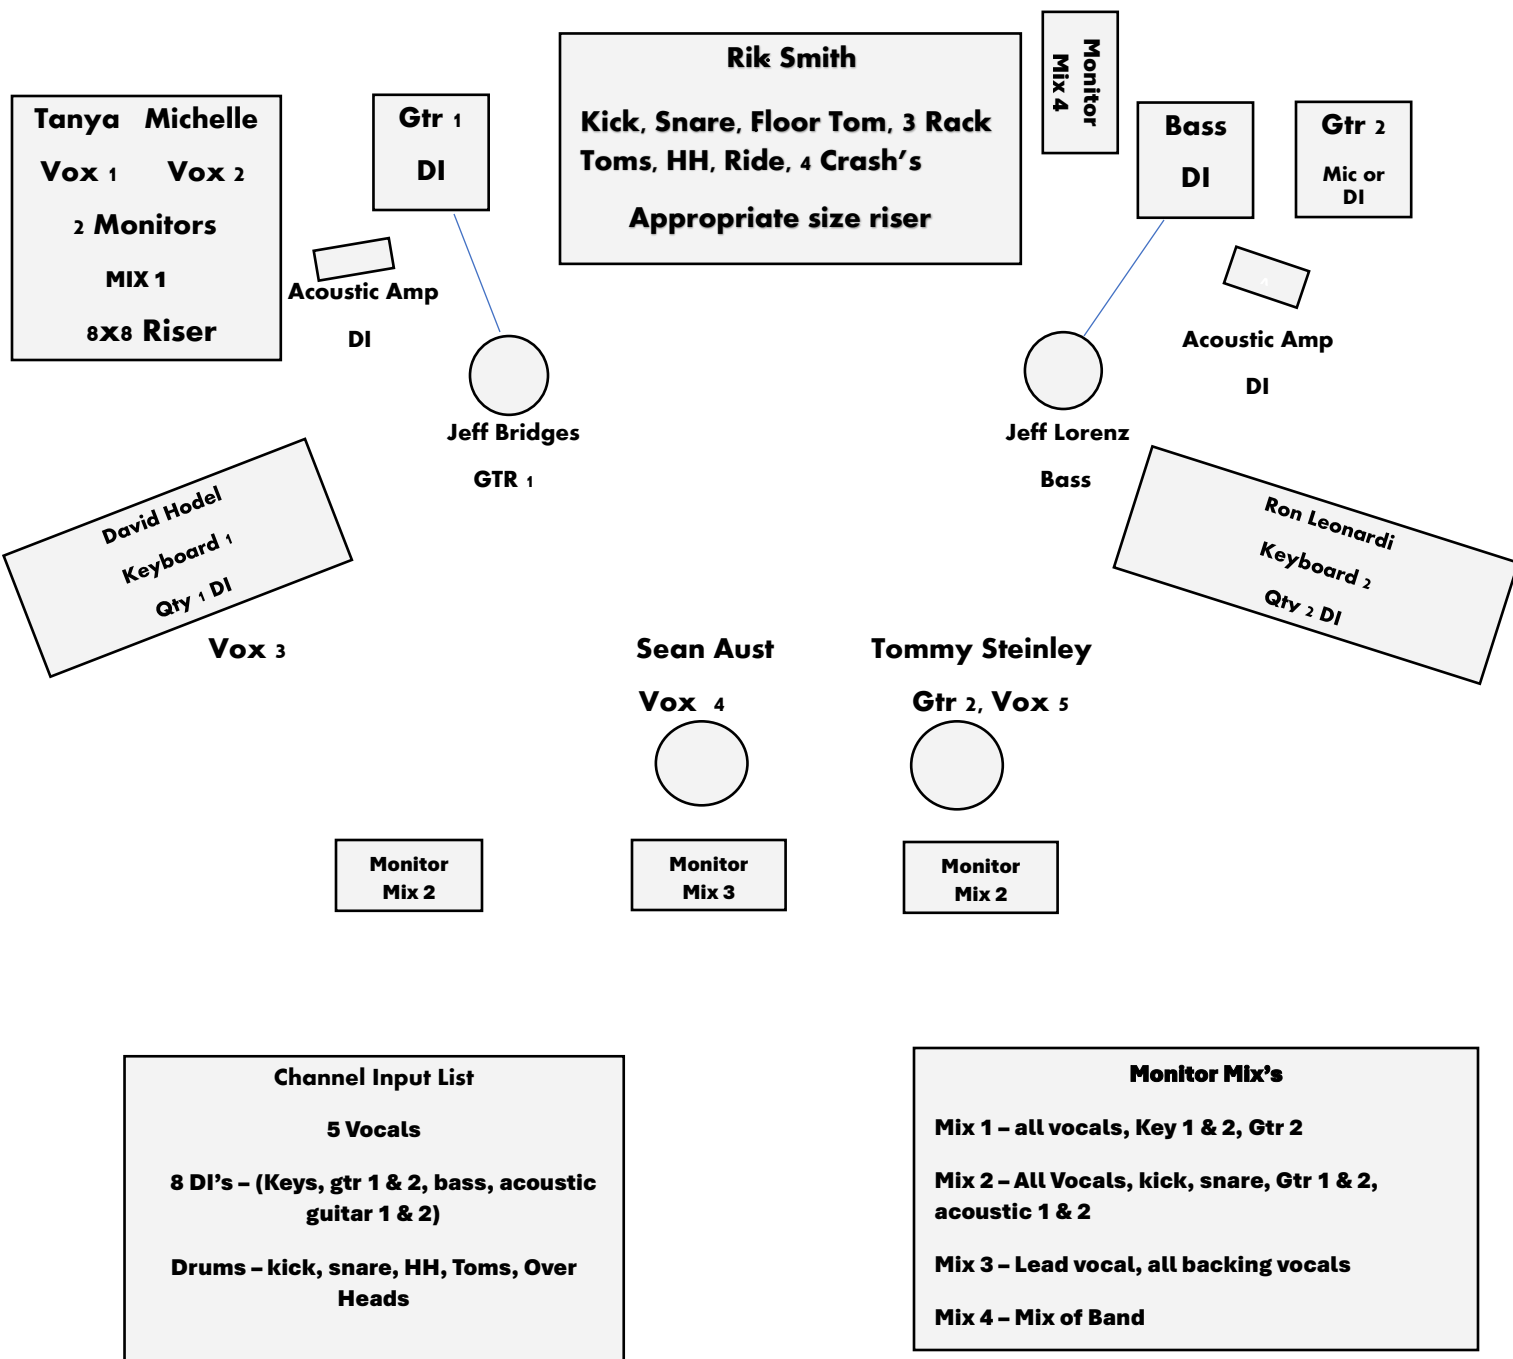 Rik Smith
Kick, Snare, Floor Tom, 3 Rack
Toms, HH, Ride, 4 Crash's
Appropriate size riser
Monitor
Mix 4
Tanya Michelle
Vox 1 Vox 2
2 Monitors
MIX 1
8x8 Riser
Gtr 1
DI
Bass
DI
Gtr 2
Mic or
DI
Acoustic Amp
DI
A
Acoustic Amp
DI
Jeff Bridges
GTR 1
Jeff Lorenz
Bass
David Hodel
Keyboard 1
Qty 1 DI
Vox 3
Ron Leonardi
Keyboard 2
Qty 2 DI
Sean Aust
Vox 4
Tommy Steinley
Gtr 2, Vox 5
Monitor
Mix 2
Monitor
Mix 3
Monitor
Mix 2
Channel Input List
5 Vocals
8 DI's – (Keys, gtr 1 & 2, bass, acoustic
guitar 1 & 2)
Drums – kick, snare, HH, Toms, Over
Heads
Monitor Mix's
Mix 1 – all vocals, Key 1 & 2, Gtr 2
Mix 2 – All Vocals, kick, snare, Gtr 1 & 2,
acoustic 1 & 2
Mix 3 – Lead vocal, all backing vocals
Mix 4 – Mix of Band